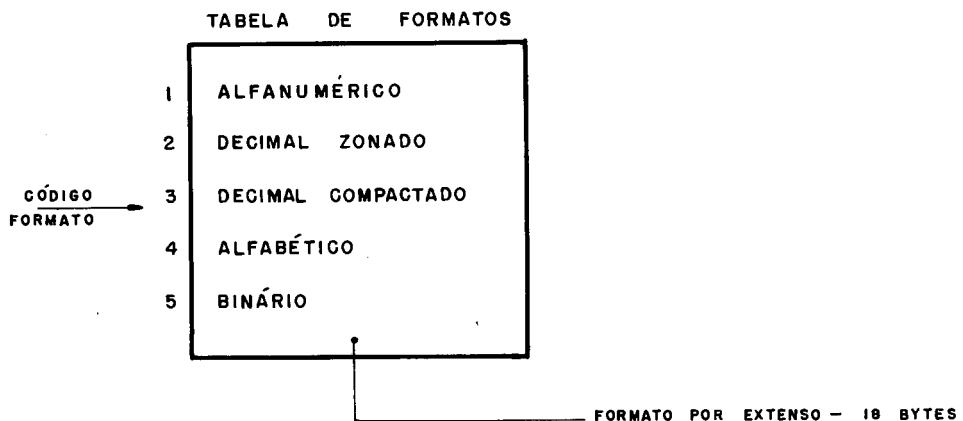 TABELA DE FORMATOS
1 ALFANUMÉRICO
2 DECIMAL ZONADO
CÓDIGO
FORMATO
3 DECIMAL COMPACTADO
4 ALFABÉTICO
5 BINÁRIO
FORMATO POR EXTENSO — 18 BYTES